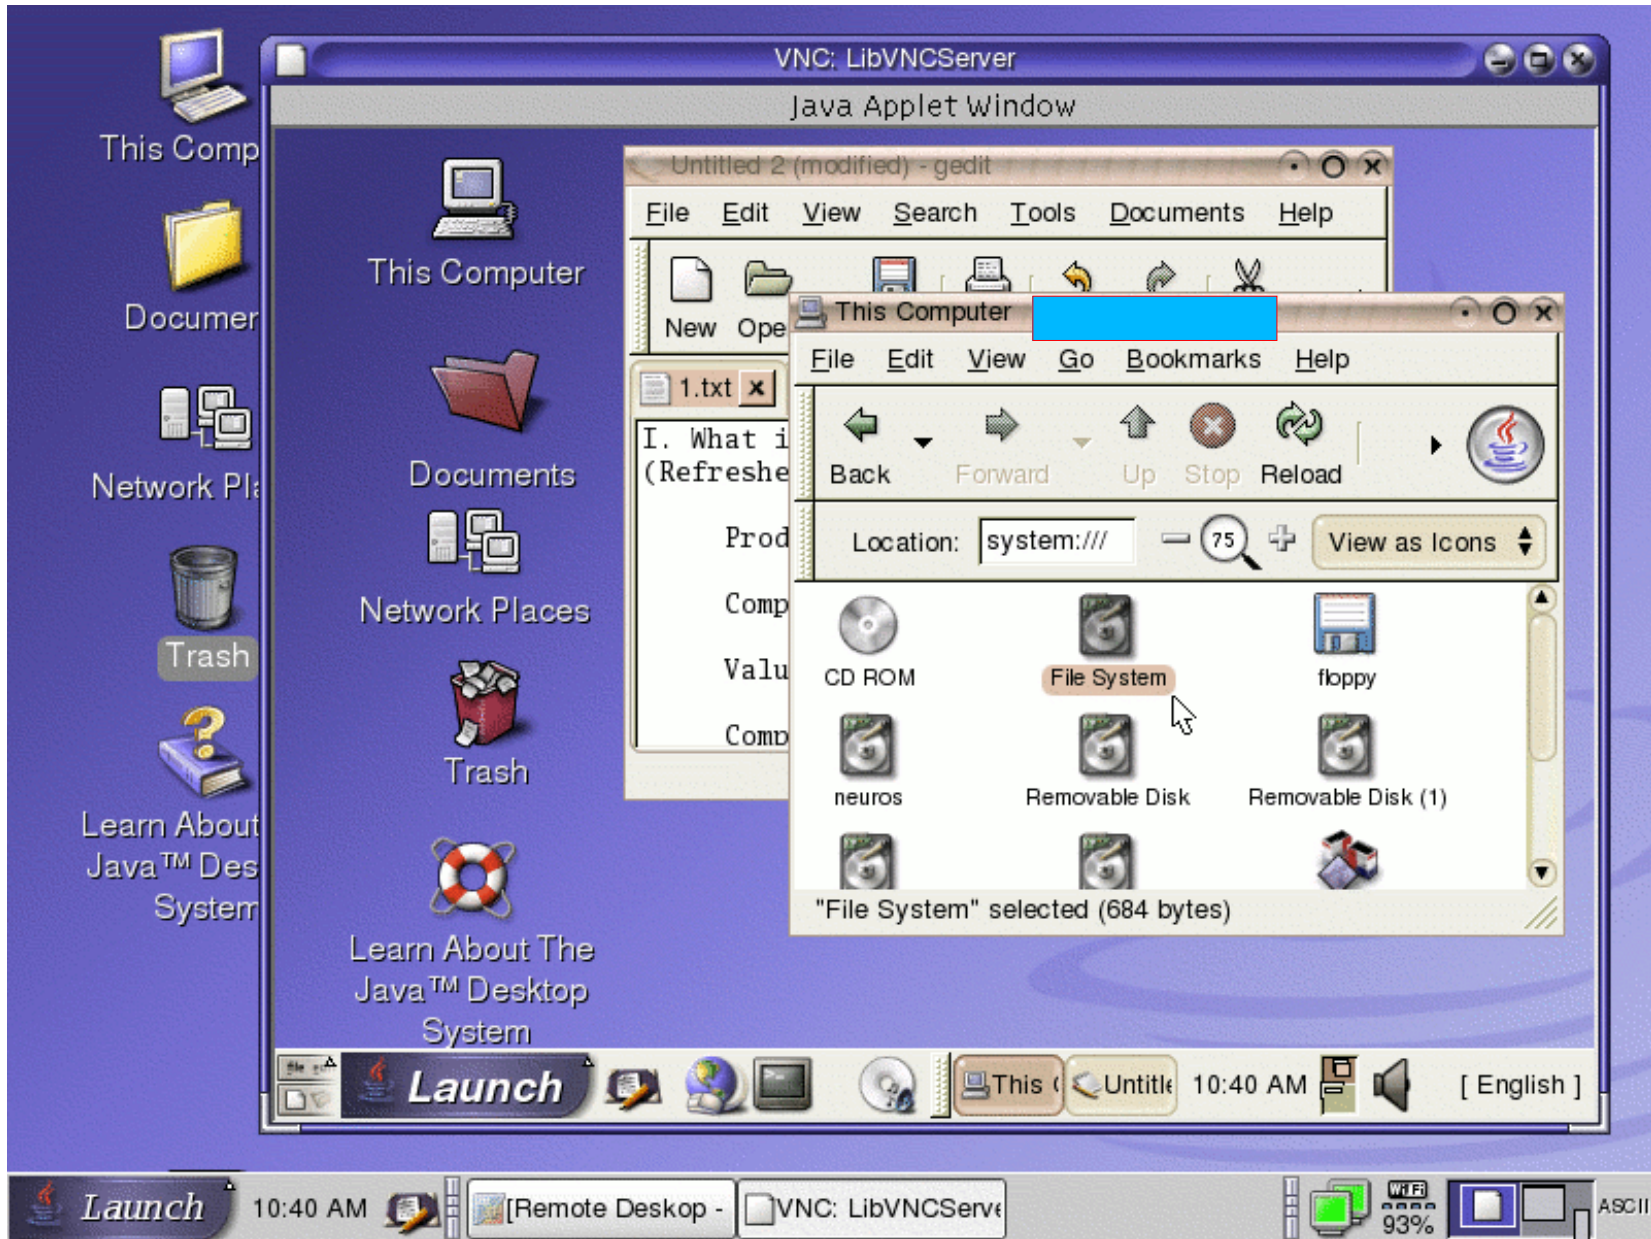 VNC: LibVNCServer
Java Applet Window
This Comp
Documen
Network Pl
Trash
Learn About
Java™ Des
System
This Computer
Documents
Network Places
Trash
Learn About The
Java™ Desktop
System
Untitled 2 (modified) - gedit
File Edit View Search Tools Documents Help
New Ope
1.txt
I. What i
(Refreshe
Prod
Comp
Valu
Comp
This Computer
File Edit View Go Bookmarks Help
Back Forward Up Stop Reload
Location: system:/// 75 View as Icons
CD ROM File System floppy
neuros Removable Disk Removable Disk (1)
"File System" selected (684 bytes)
Launch This Untitle 10:40 AM [ English ]
Launch 10:40 AM [Remote Deskop - VNC: LibVNCServe WiFi 93% ASCII